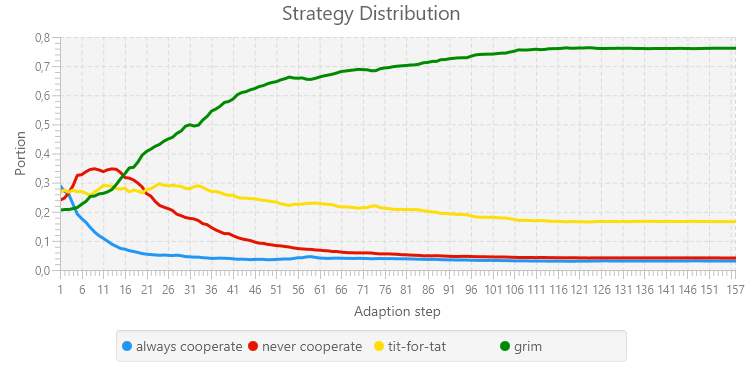 Strategy Distribution
0,8
0,7
0,6
0,5
0,4
0,3
0,2
0,1
0,0
Portion
1 6 11 16 21 26 31 36 41 46 51 56 61 66 71 76 81 86 91 96 101 106 111 116 121 126 131 136 141 146 151 157
Adaption step
always cooperate never cooperate tit-for-tat grim